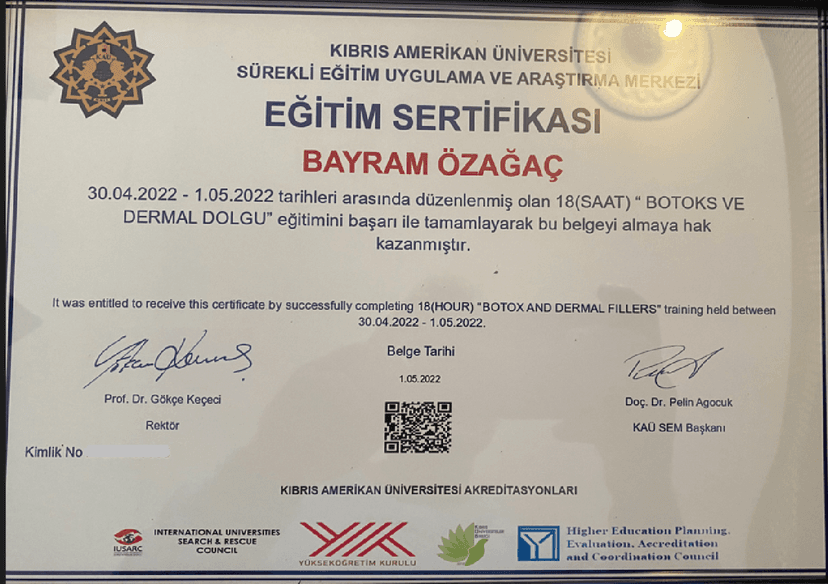 KAÜ
KIBRIS AMERİKAN ÜNİVERSİTESİ
SÜREKLİ EĞİTİM UYGULAMA VE ARAŞTIRMA MERKEZİ
EĞİTİM SERTİFİKASI
BAYRAM ÖZAĞAÇ
30.04.2022 - 1.05.2022 tarihleri arasında düzenlenmiş olan 18(SAAT) “ BOTOKS VE
DERMAL DOLGU” eğitimini başarı ile tamamlayarak bu belgeyi almaya hak
kazanmıştır.
It was entitled to receive this certificate by successfully completing 18(HOUR) "BOTOX AND DERMAL FILLERS" training held between
30.04.2022 - 1.05.2022.
Belge Tarihi
1.05.2022
Prof. Dr. Gökçe Keçeci
Rektör
Doç. Dr. Pelin Agocuk
KAÜ SEM Başkanı
Kimlik No
KIBRIS AMERİKAN ÜNİVERSİTESİ AKREDİTASYONLARI
IUSARC
INTERNATIONAL UNIVERSITIES
SEARCH & RESCUE
COUNCIL
YÜKSEKÖĞRETİM KURULU
Higher Education Planning,
Evaluation, Accreditation
and Coordination Council